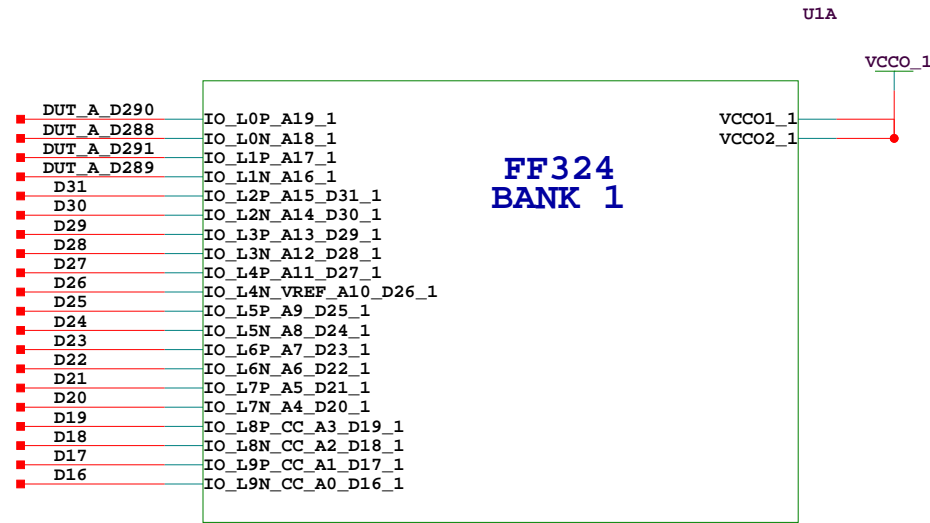 U1A
VCCO_1
DUT_A_D290
IO_L0P_A19_1
VCCO1_1
DUT_A_D288
IO_L0N_A18_1
VCCO2_1
DUT_A_D291
IO_L1P_A17_1
DUT_A_D289
IO_L1N_A16_1
FF324
BANK 1
D31
IO_L2P_A15_D31_1
D30
IO_L2N_A14_D30_1
D29
IO_L3P_A13_D29_1
D28
IO_L3N_A12_D28_1
D27
IO_L4P_A11_D27_1
D26
IO_L4N_VREF_A10_D26_1
D25
IO_L5P_A9_D25_1
D24
IO_L5N_A8_D24_1
D23
IO_L6P_A7_D23_1
D22
IO_L6N_A6_D22_1
D21
IO_L7P_A5_D21_1
D20
IO_L7N_A4_D20_1
D19
IO_L8P_CC_A3_D19_1
D18
IO_L8N_CC_A2_D18_1
D17
IO_L9P_CC_A1_D17_1
D16
IO_L9N_CC_A0_D16_1